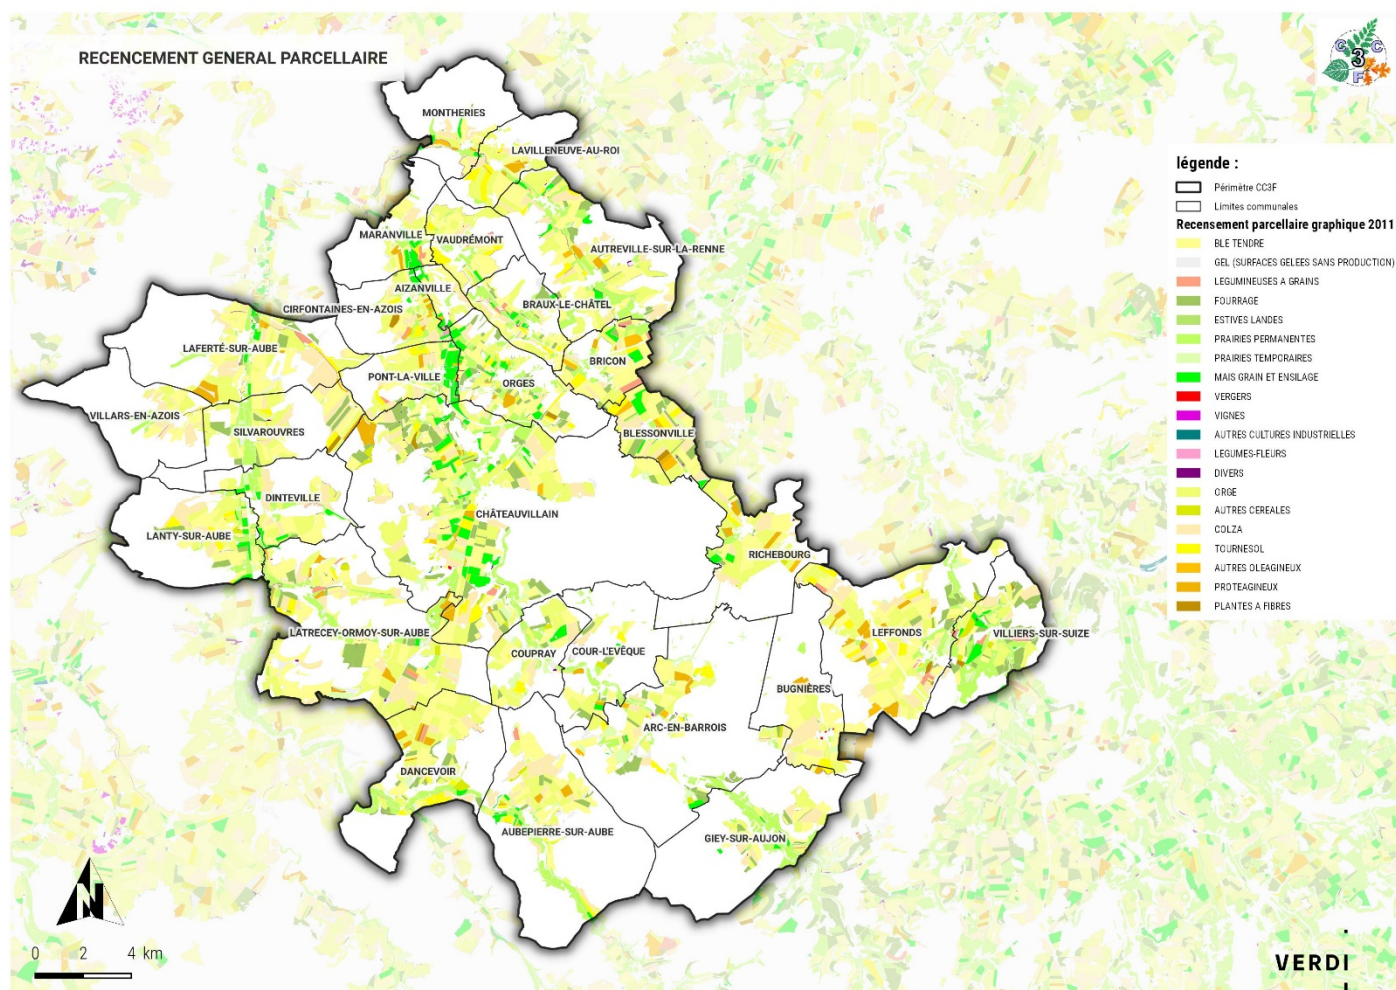 RECENCEMENT GENERAL PARCELLAIRE
C 3 C
F
MONTHERIES
LAVILLENEUVE-AU-ROI
MARANVILLE
VAUDRÉMONT
AUTREVILLE-SUR-LA-RENNE
AIZANVILLE
CIRFONTAINES-EN-AZOIS
BRAUX-LE-CHÂTEL
LAFERTÉ-SUR-AUBE
BRICON
PONT-LA-VILLE
ORGES
VILLARS-EN-AZOIS
SILVAROUVRES
BLESSONVILLE
DINTEVILLE
CHÂTEAUVILLAIN
LANTY-SUR-AUBE
RICHEBOURG
LATRECEY-ORMOY-SUR-AUBE
COUPRAY
COUR-L'EVÊQUE
LEFFONDS
VILLIERS-SUR-SUIZE
BUGNIÈRES
ARC-EN-BARROIS
DANCEVOIR
AUBEPIERRE-SUR-AUBE
GIEY-SUR-AUJON
légende :
Périmètre CC3F
Limites communales
Recensement parcellaire graphique 2011
BLE TENDRE
GEL (SURFACES GELEES SANS PRODUCTION)
LEGUMINEUSES A GRAINS
FOURRAGE
ESTIVES LANDES
PRAIRIES PERMANENTES
PRAIRIES TEMPORAIRES
MAIS GRAIN ET ENSILAGE
VERGERS
VIGNES
AUTRES CULTURES INDUSTRIELLES
LEGUMES-FLEURS
DIVERS
ORGE
AUTRES CEREALES
COLZA
TOURNESOL
AUTRES OLEAGINEUX
PROTEAGINEUX
PLANTES A FIBRES
N
0 2 4 km
VERDI